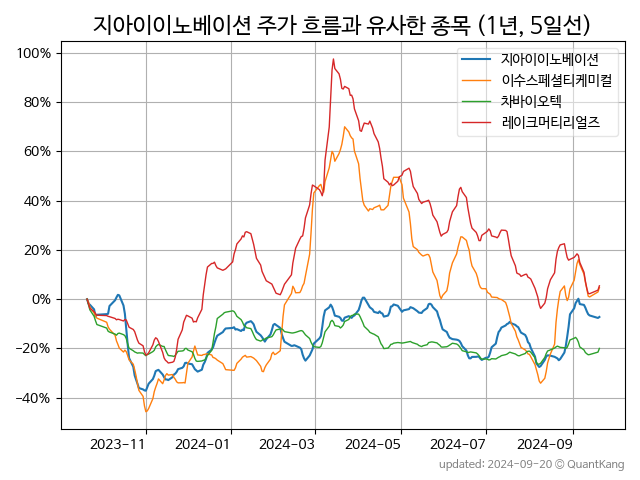 지아이이노베이션 주가 흐름과 유사한 종목 (1년, 5일선)
지아이이노베이션
이수스페셜티케미컬
차바이오텍
레이크머티리얼즈
100%
80%
60%
40%
20%
0%
−20%
−40%
2023-11 2024-01 2024-03 2024-05 2024-07 2024-09
updated: 2024-09-20 © QuantKang